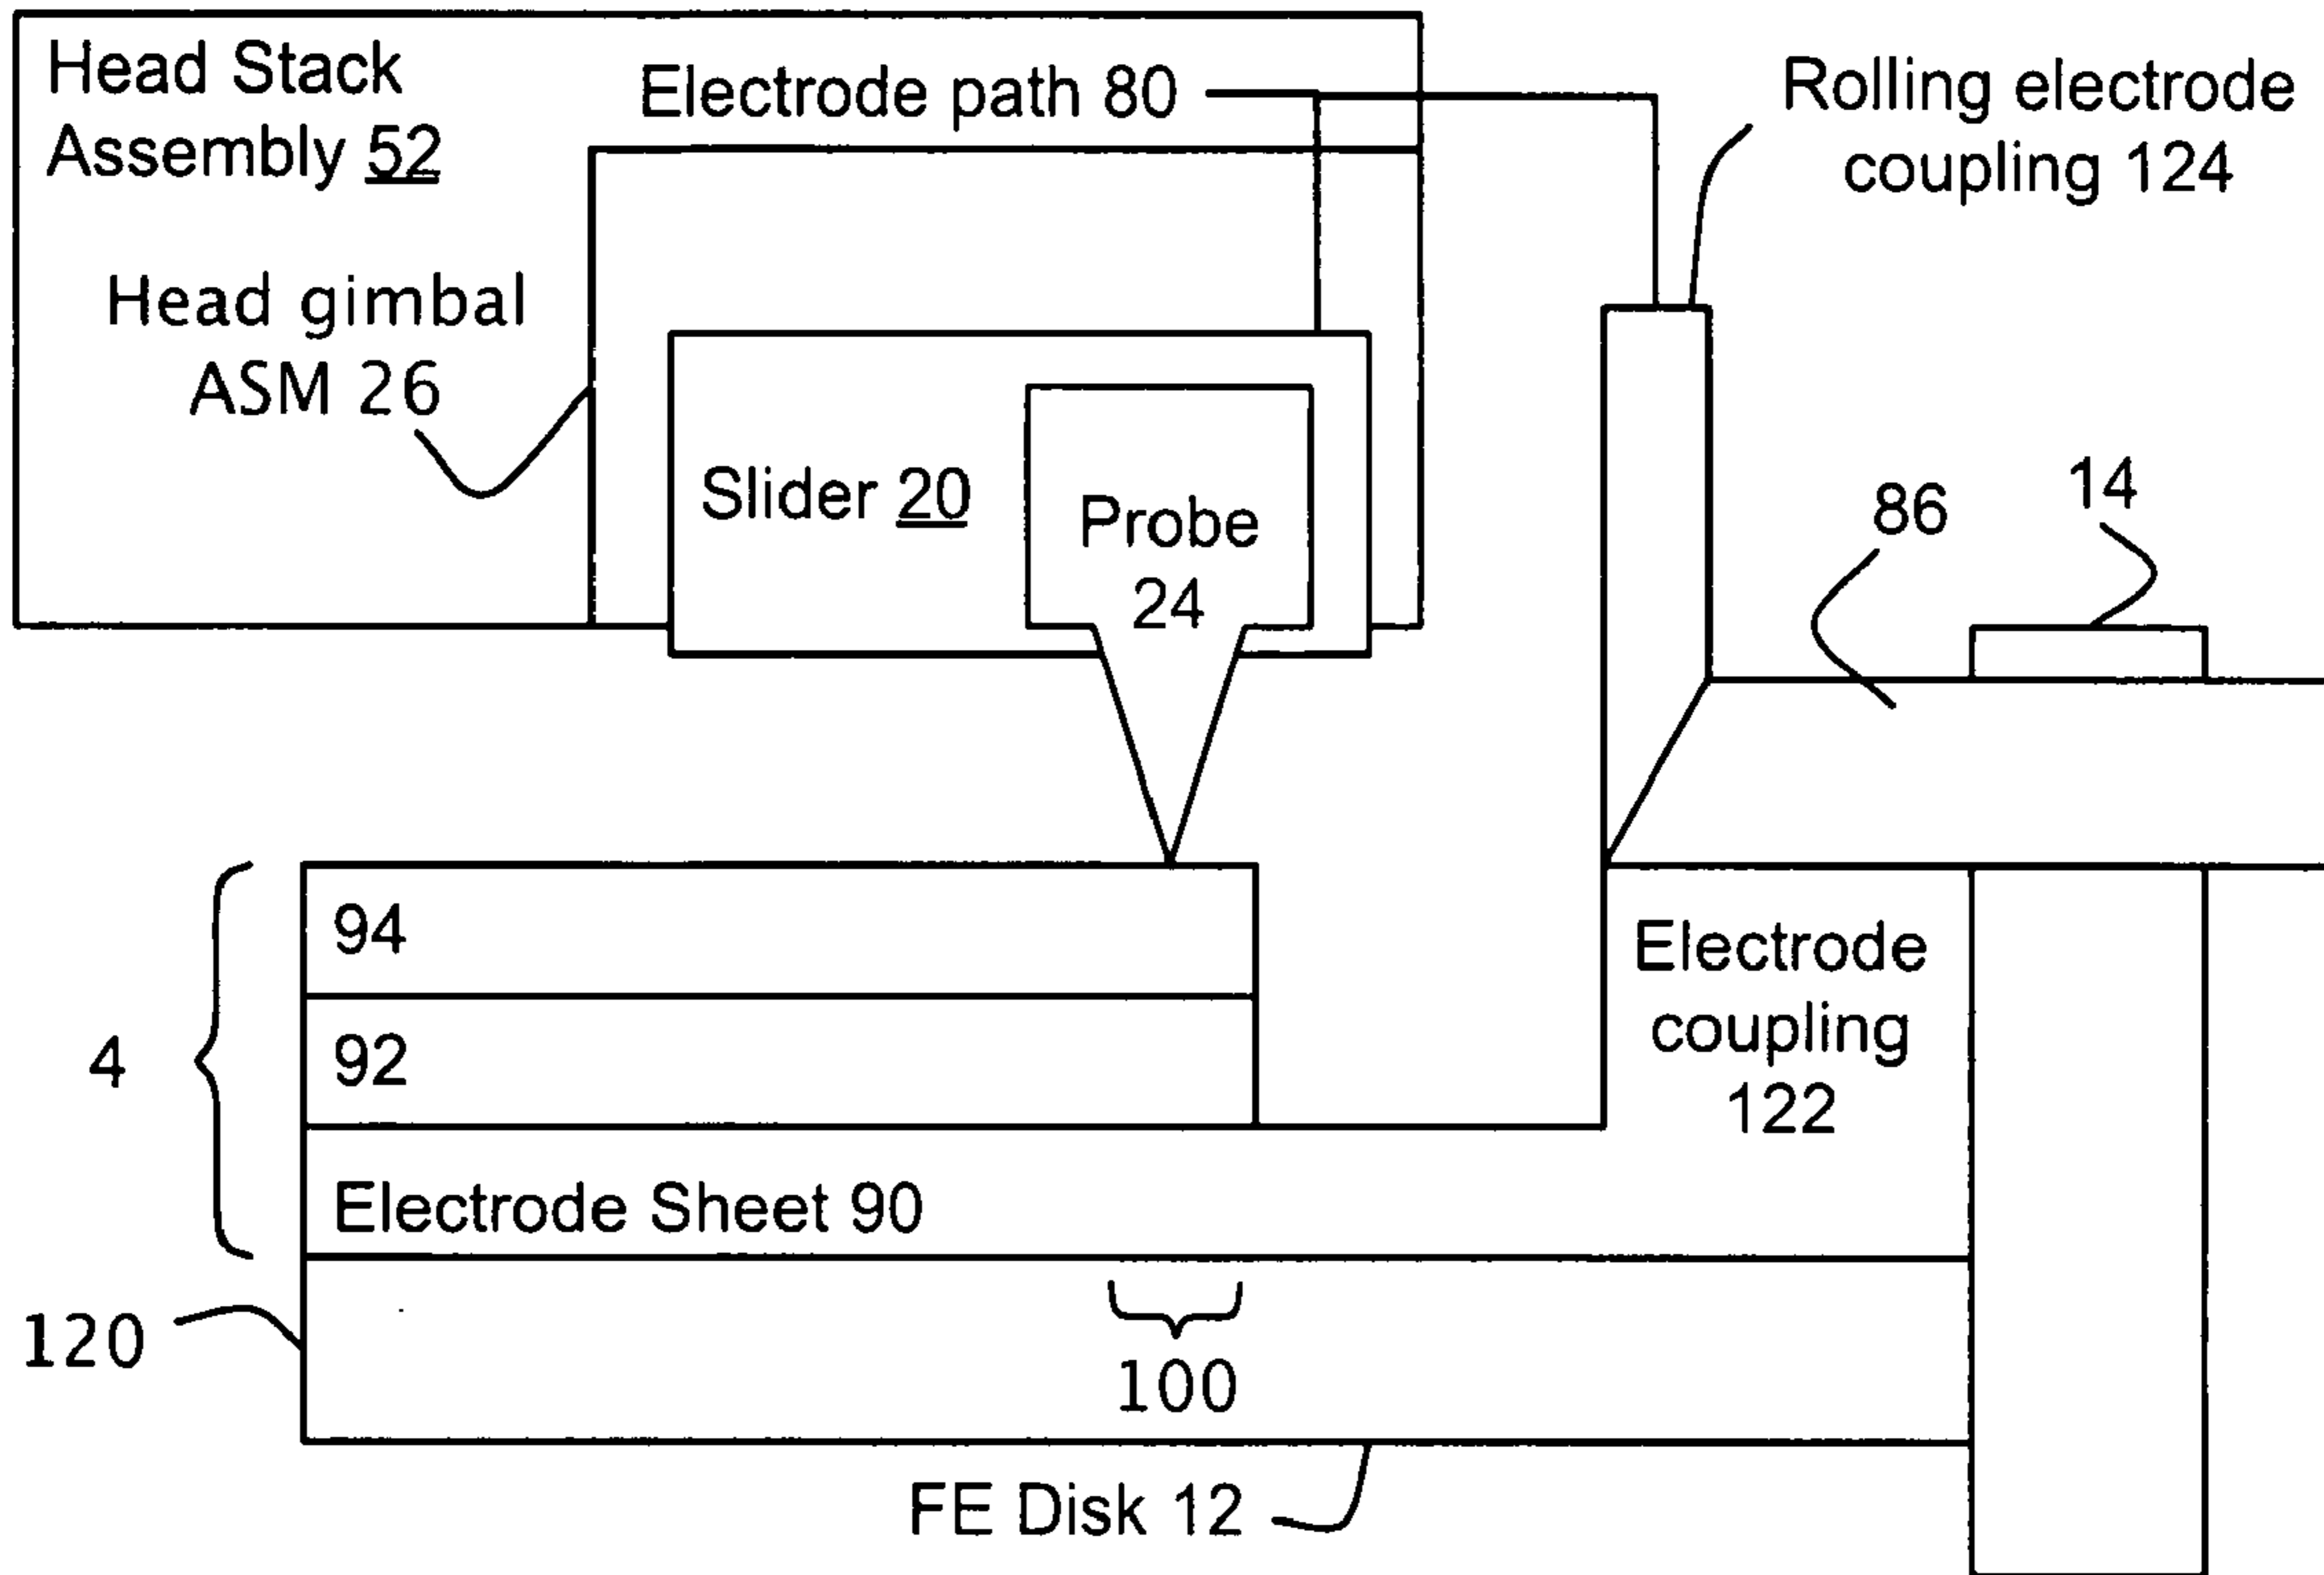 Head Stack
Assembly 52
Electrode path 80
Rolling electrode
coupling 124
Head gimbal
ASM 26
Slider 20
Probe
24
86
14
94
92
4
Electrode
coupling
122
Electrode Sheet 90
120
100
FE Disk 12